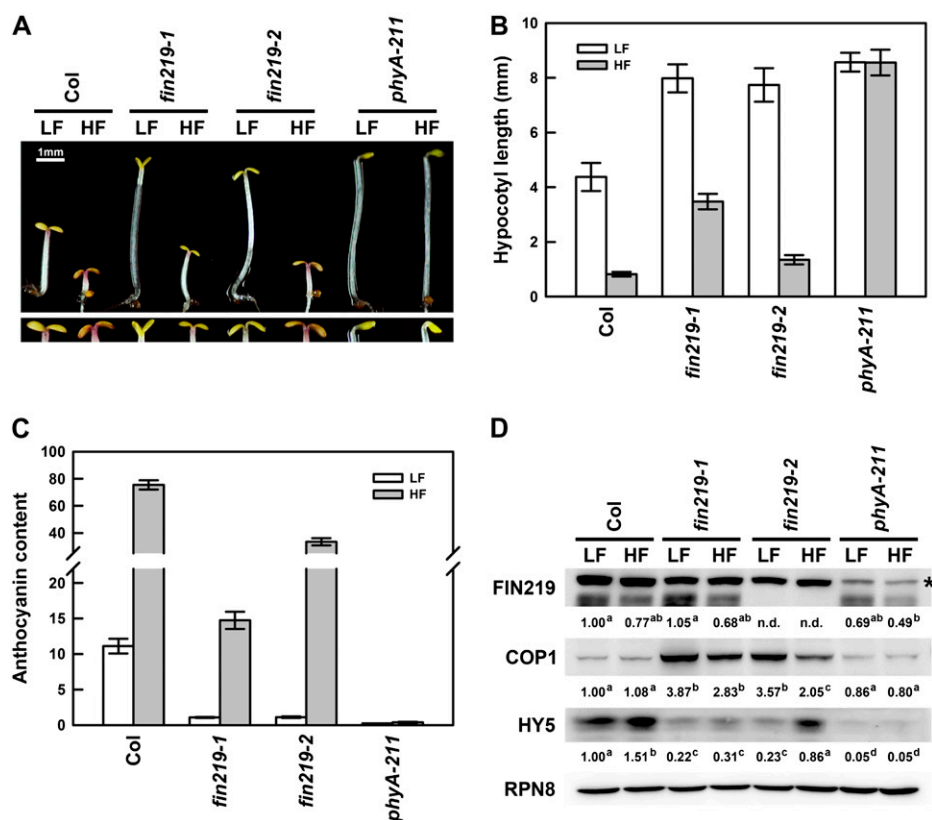 A
Col
fin219-1
fin219-2
phyA-211
LF HF LF HF LF HF LF HF
1mm
B
Hypocotyl length (mm)
10
8
6
4
2
0
LF
HF
Col
fin219-1
fin219-2
phyA-211
C
Anthocyanin content
100
80
60
40
20
15
10
5
0
LF
HF
Col
fin219-1
fin219-2
phyA-211
D
Col
fin219-1
fin219-2
phyA-211
LF HF LF HF LF HF LF HF
FIN219 *
1.00ᵃ 0.77ᵃᵇ 1.05ᵃ 0.68ᵃᵇ n.d. n.d. 0.69ᵃᵇ 0.49ᵇ
COP1
1.00ᵃ 1.08ᵃ 3.87ᵇ 2.83ᵇ 3.57ᵇ 2.05ᶜ 0.86ᵃ 0.80ᵃ
HY5
1.00ᵃ 1.51ᵇ 0.22ᶜ 0.31ᶜ 0.23ᶜ 0.86ᵃ 0.05ᵈ 0.05ᵈ
RPN8